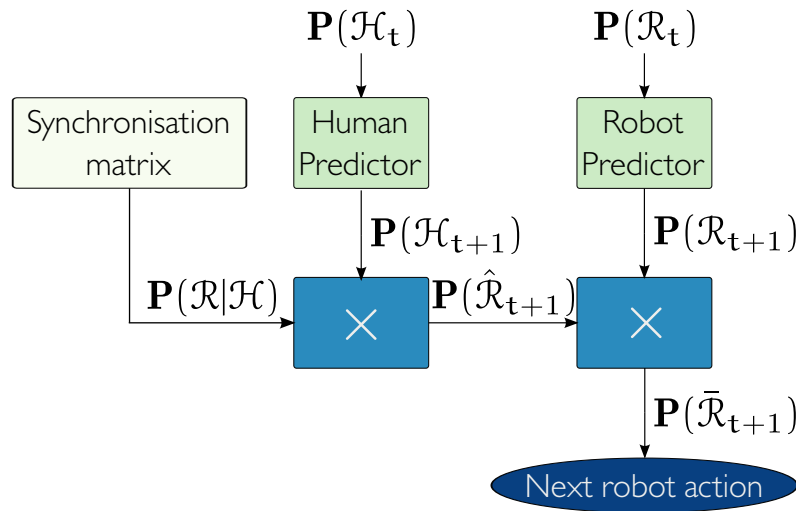 𝐏(ℋₜ)
𝐏(ℛₜ)
Synchronisation
matrix
Human
Predictor
Robot
Predictor
𝐏(ℋₜ₊₁)
𝐏(ℛₜ₊₁)
𝐏(ℛ|ℋ)
𝐏(ℛ̂ₜ₊₁)
×
×
𝐏(ℛ̄ₜ₊₁)
Next robot action